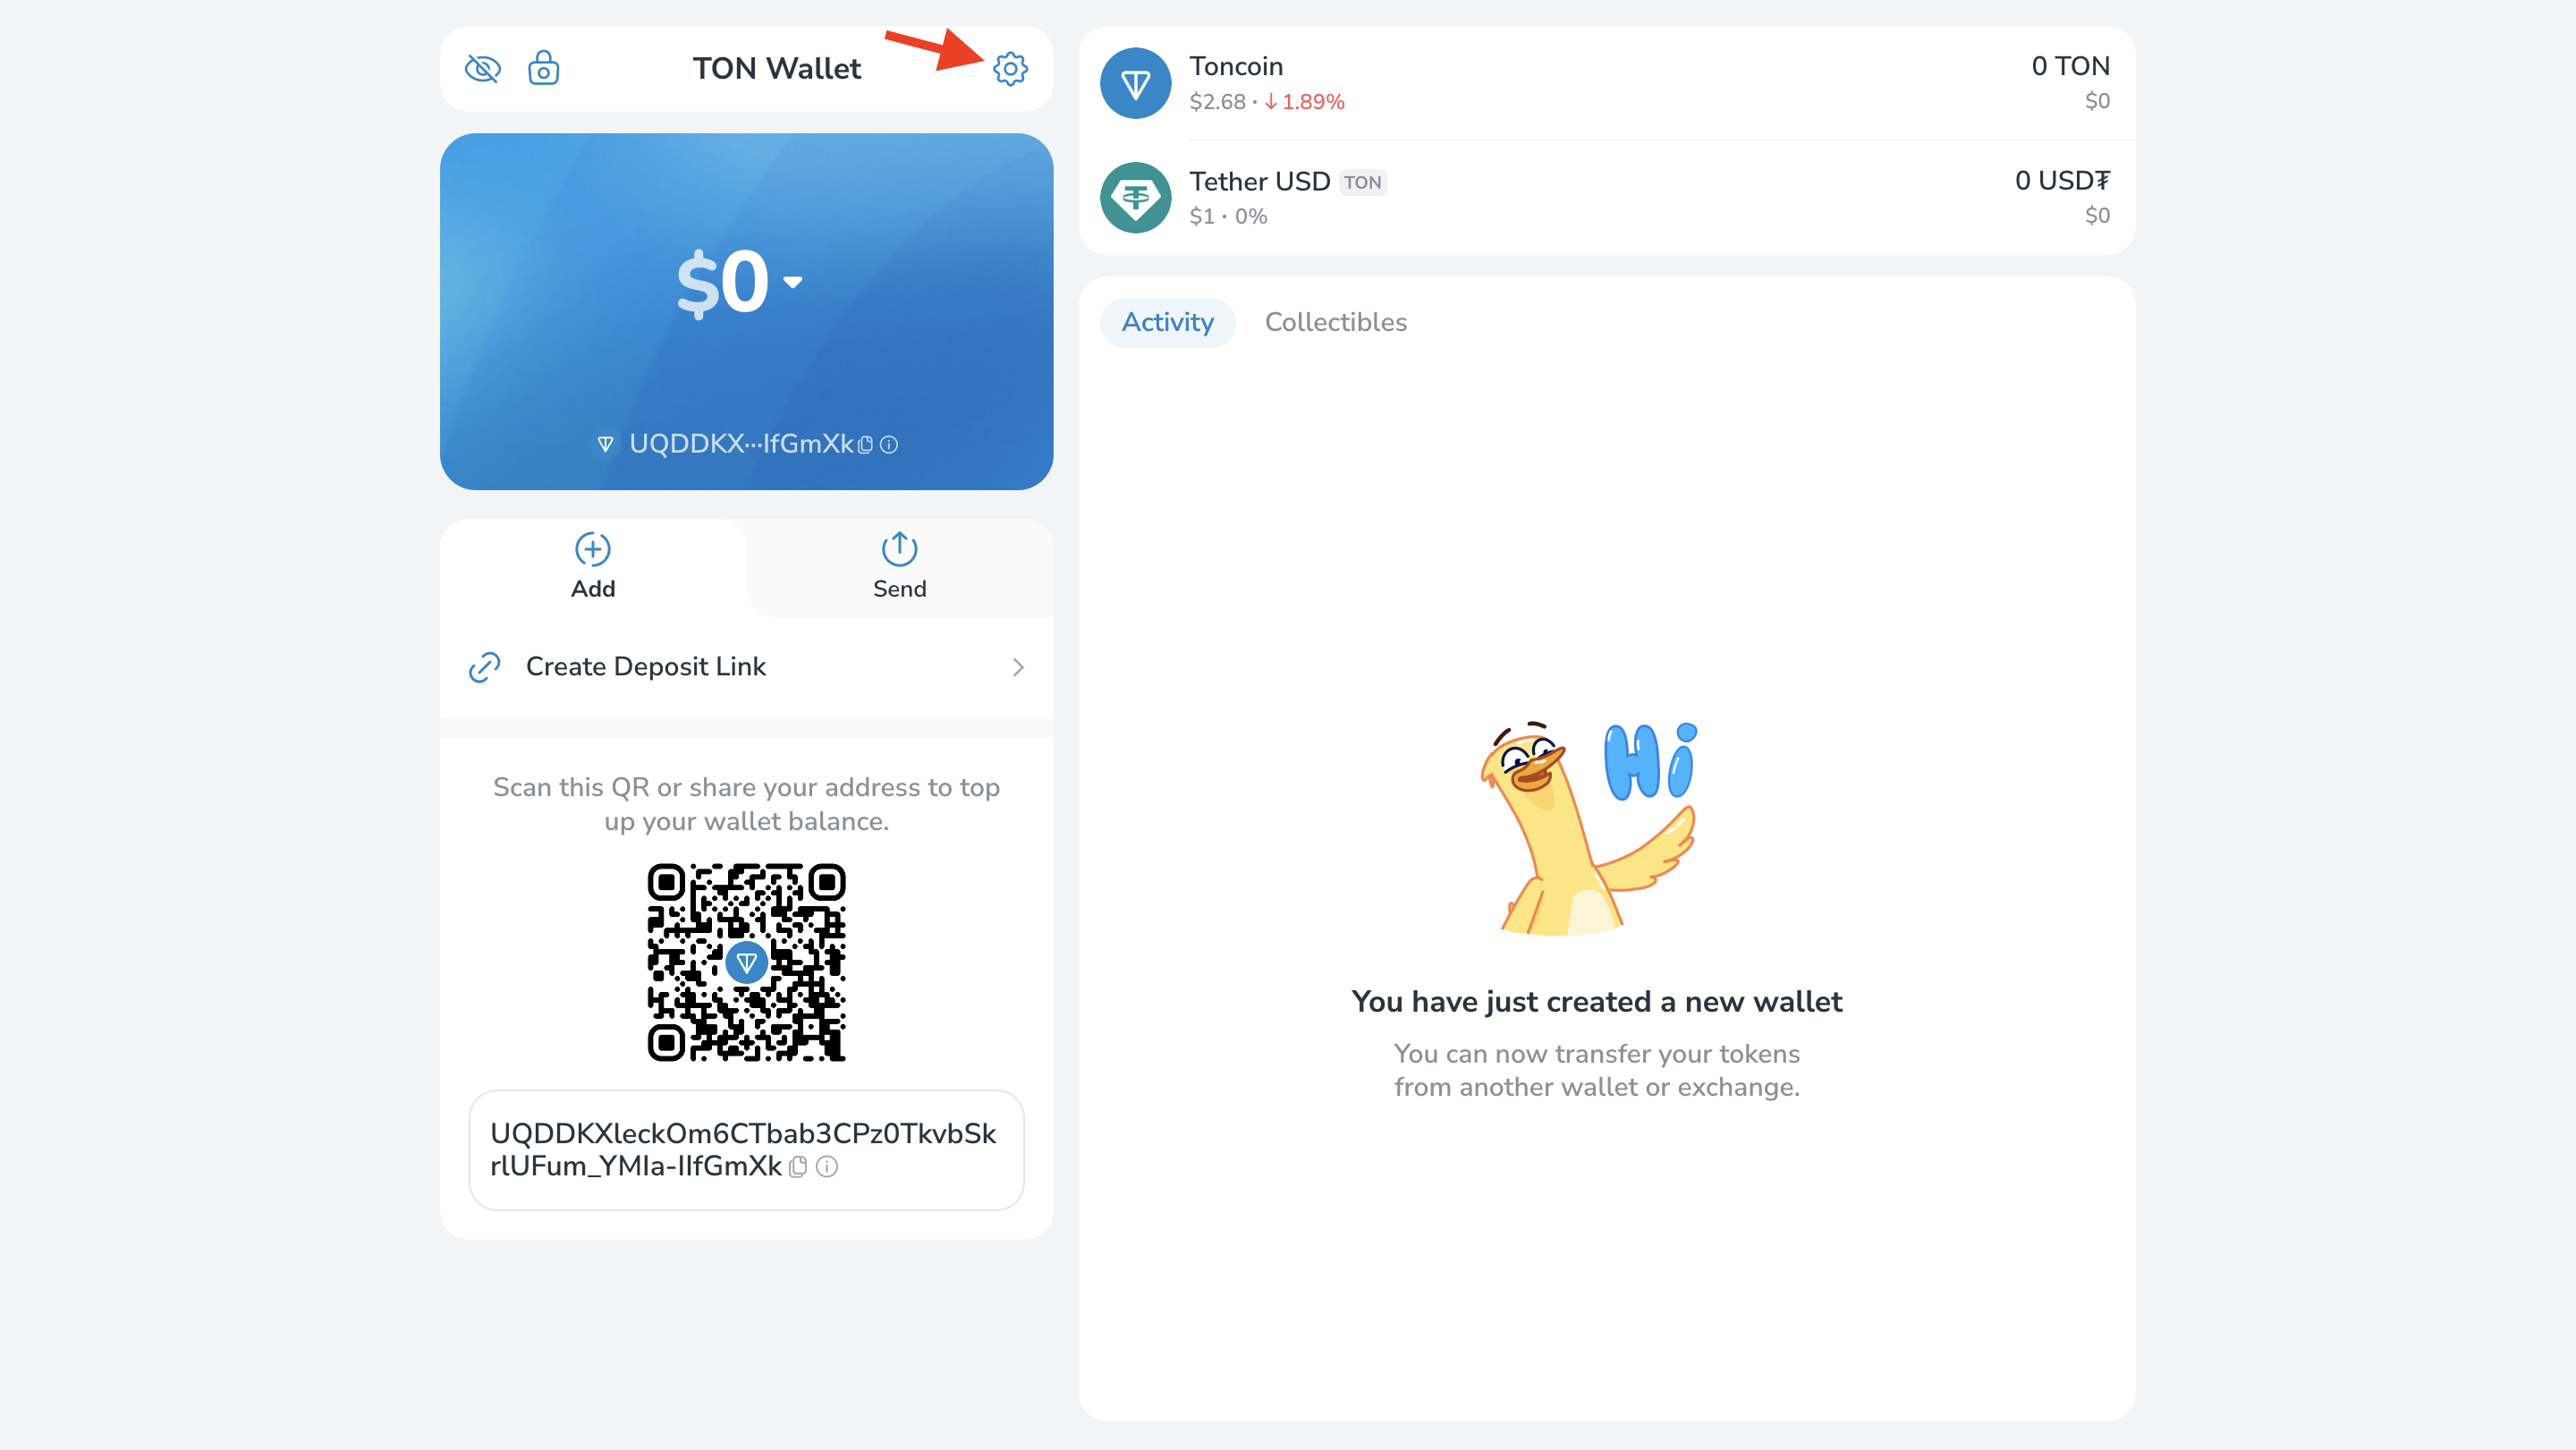 TON Wallet
$0
UQDDKX···IfGmXk
Add
Send
Create Deposit Link
Scan this QR or share your address to top
up your wallet balance.
UQDDKXleckOm6CTbab3CPz0TkvbSk
rlUFum_YMIa-IIfGmXk
Toncoin
0 TON
$2.68 · ↓1.89%
$0
Tether USD TON
0 USD₮
$1 · 0%
$0
Activity
Collectibles
Hi
You have just created a new wallet
You can now transfer your tokens
from another wallet or exchange.